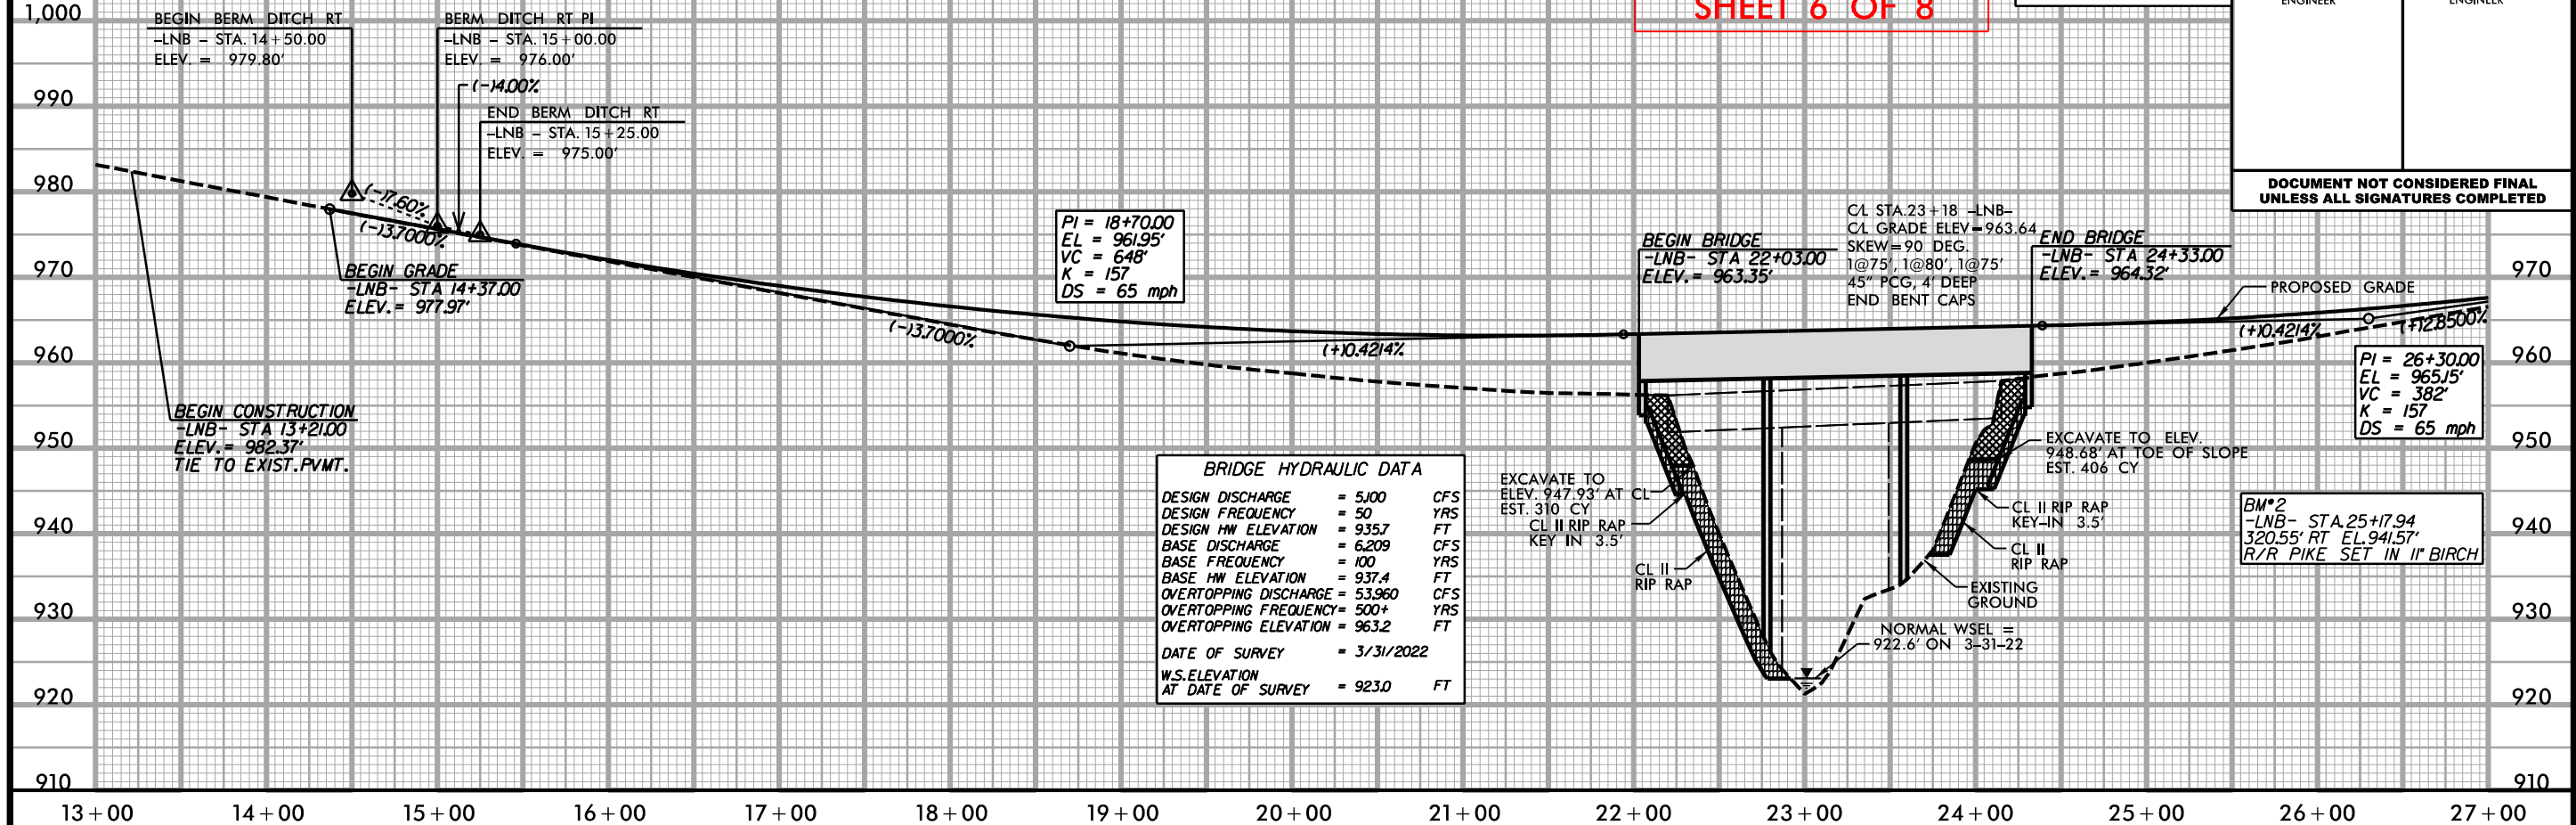 SHEET 6 OF 8
ENGINEER
ENGINEER
DOCUMENT NOT CONSIDERED FINAL
UNLESS ALL SIGNATURES COMPLETED
1,000
990
980
970
960
950
940
930
920
910
BEGIN BERM DITCH RT
-LNB - STA. 14+50.00
ELEV. = 979.80'
BERM DITCH RT PI
-LNB - STA. 15+00.00
ELEV. = 976.00'
(-)4.00%
END BERM DITCH RT
-LNB - STA. 15+25.00
ELEV. = 975.00'
(-)7.60%
(-)3.7000%
BEGIN GRADE
-LNB- STA 14+37.00
ELEV.= 977.97'
BEGIN CONSTRUCTION
-LNB- STA 13+21.00
ELEV.= 982.37'
TIE TO EXIST.PVMT.
PI = 18+70.00
EL = 961.95'
VC = 648'
K = 157
DS = 65 mph
(-)3.7000%
(+)0.4214%
BEGIN BRIDGE
-LNB- STA 22+03.00
ELEV.= 963.35'
C/L STA.23+18 -LNB-
C/L GRADE ELEV=963.64
SKEW=90 DEG.
1@75', 1@80', 1@75'
45" PCG, 4' DEEP
END BENT CAPS
END BRIDGE
-LNB- STA 24+33.00
ELEV.= 964.32'
PROPOSED GRADE
(+)0.4214%
(+)2.8500%
PI = 26+30.00
EL = 965.15'
VC = 382'
K = 157
DS = 65 mph
BRIDGE HYDRAULIC DATA
DESIGN DISCHARGE = 5,100 CFS
DESIGN FREQUENCY = 50 YRS
DESIGN HW ELEVATION = 935.7 FT
BASE DISCHARGE = 6,209 CFS
BASE FREQUENCY = 100 YRS
BASE HW ELEVATION = 937.4 FT
OVERTOPPING DISCHARGE = 53,960 CFS
OVERTOPPING FREQUENCY= 500+ YRS
OVERTOPPING ELEVATION = 963.2 FT
DATE OF SURVEY = 3/31/2022
W.S.ELEVATION
AT DATE OF SURVEY = 923.0 FT
EXCAVATE TO
ELEV. 947.93' AT CL
EST. 310 CY
CL II RIP RAP
KEY IN 3.5'
CL II
RIP RAP
EXCAVATE TO ELEV.
948.68' AT TOE OF SLOPE
EST. 406 CY
CL II RIP RAP
KEY-IN 3.5'
CL II
RIP RAP
EXISTING
GROUND
NORMAL WSEL =
922.6' ON 3-31-22
BM#2
-LNB- STA.25+17.94
320.55' RT EL.941.57'
R/R PIKE SET IN 11" BIRCH
970
960
950
940
930
920
910
13+00 14+00 15+00 16+00 17+00 18+00 19+00 20+00 21+00 22+00 23+00 24+00 25+00 26+00 27+00